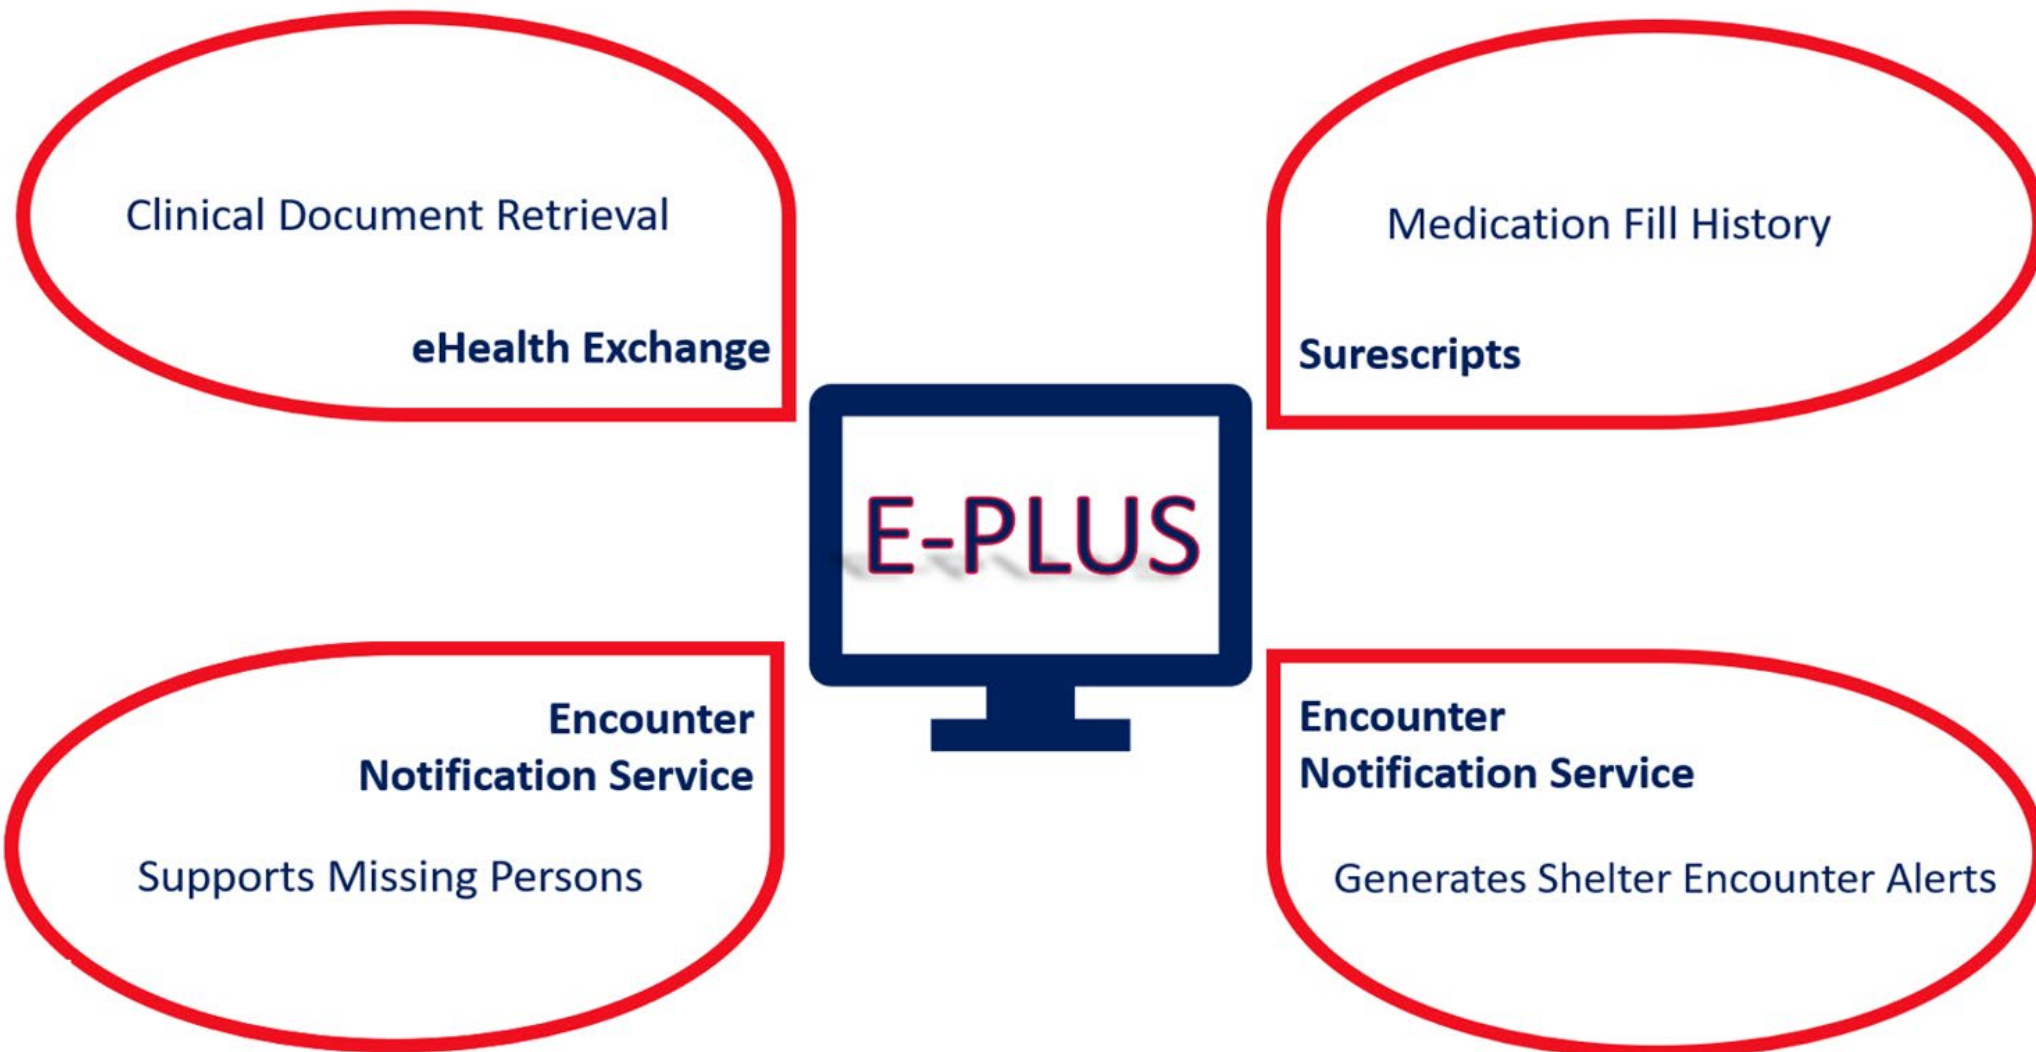 Clinical Document Retrieval
eHealth Exchange
Medication Fill History
Surescripts
E-PLUS
Encounter
Notification Service
Supports Missing Persons
Encounter
Notification Service
Generates Shelter Encounter Alerts